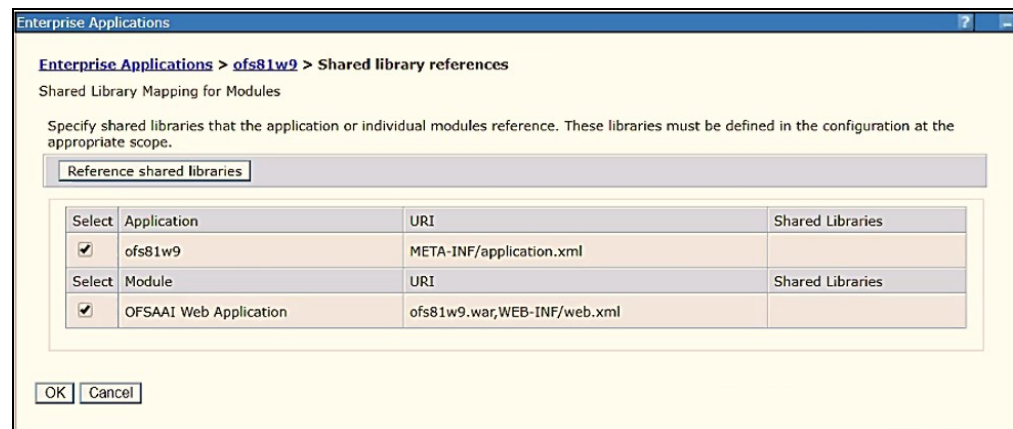 Enterprise Applications ? –
Enterprise Applications > ofs81w9 > Shared library references
Shared Library Mapping for Modules
Specify shared libraries that the application or individual modules reference. These libraries must be defined in the configuration at the
appropriate scope.
Reference shared libraries
Select Application URI Shared Libraries
ofs81w9 META-INF/application.xml
Select Module URI Shared Libraries
OFSAAI Web Application ofs81w9.war,WEB-INF/web.xml
OK Cancel